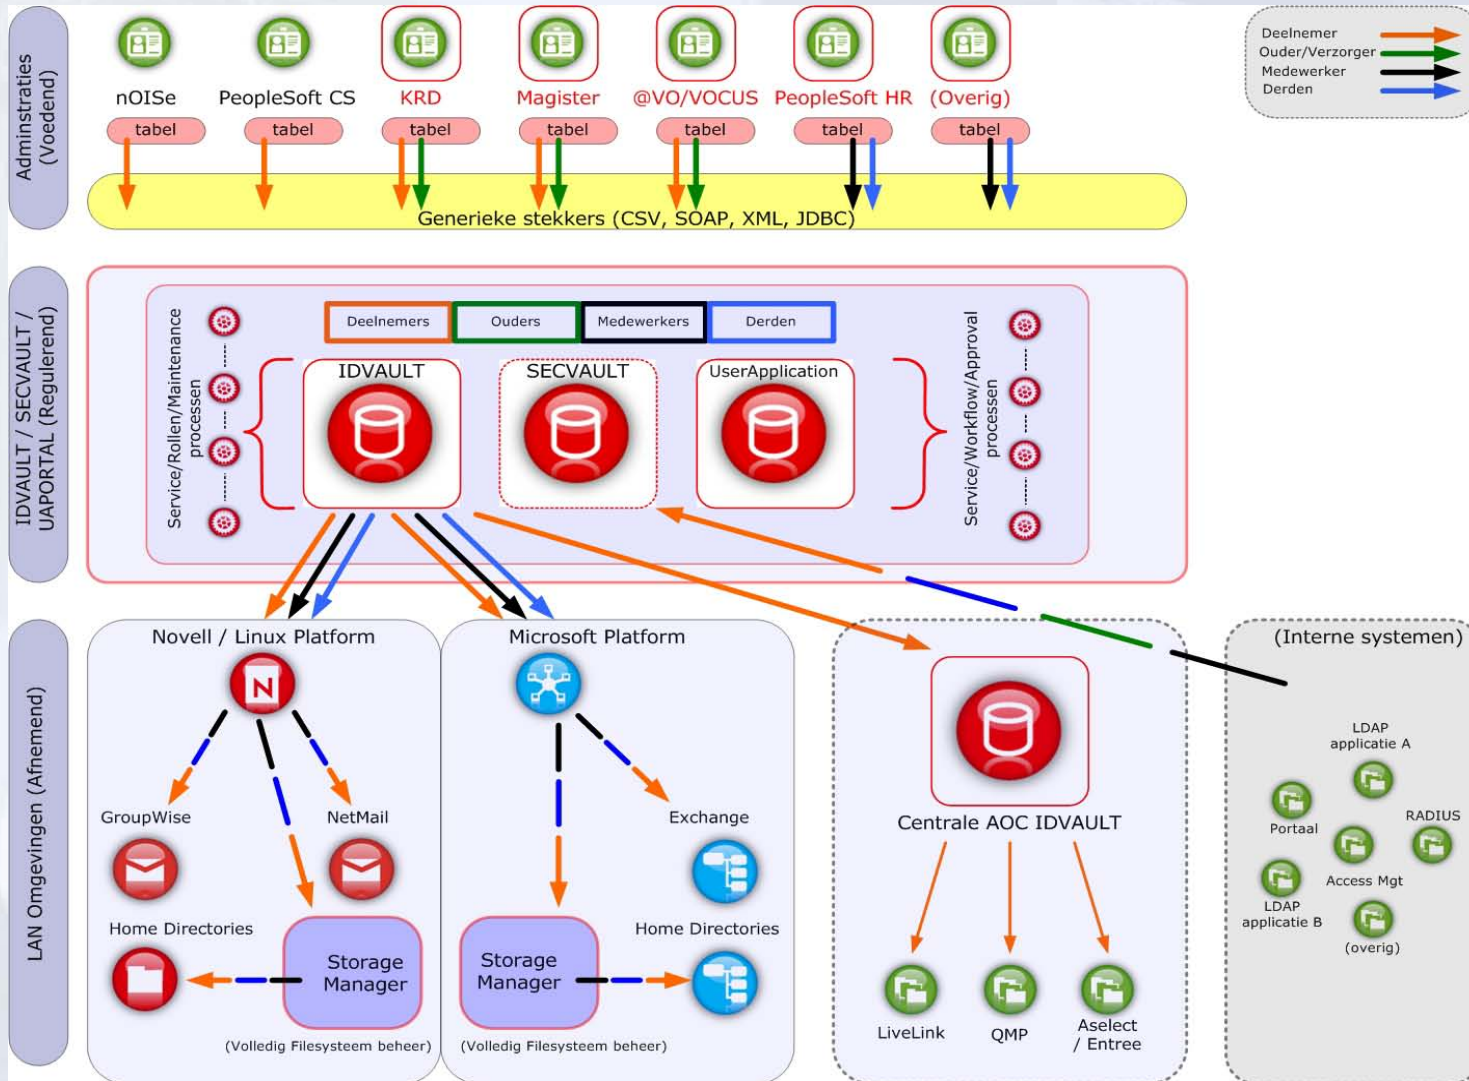 Adminstraties
(Voedend)
nOISe
PeopleSoft CS
KRD
Magister
@VO/VOCUS
PeopleSoft HR
(Overig)
tabel
tabel
tabel
tabel
tabel
tabel
tabel
Generieke stekkers (CSV, SOAP, XML, JDBC)
Deelnemer
Ouder/Verzorger
Medewerker
Derden
IDVAULT / SECVAULT /
UAPORTAL (Regulerend)
Service/Rollen/Maintenance
processen
Deelnemers
Ouders
Medewerkers
Derden
IDVAULT
SECVAULT
UserApplication
Service/Workflow/Approval
processen
LAN Omgevingen (Afnemend)
Novell / Linux Platform
N
GroupWise
NetMail
Home Directories
Storage
Manager
(Volledig Filesysteem beheer)
Microsoft Platform
Exchange
Home Directories
Storage
Manager
(Volledig Filesysteem beheer)
Centrale AOC IDVAULT
LiveLink
QMP
Aselect
/ Entree
(Interne systemen)
LDAP
applicatie A
Portaal
RADIUS
Access Mgt
LDAP
applicatie B
(overig)